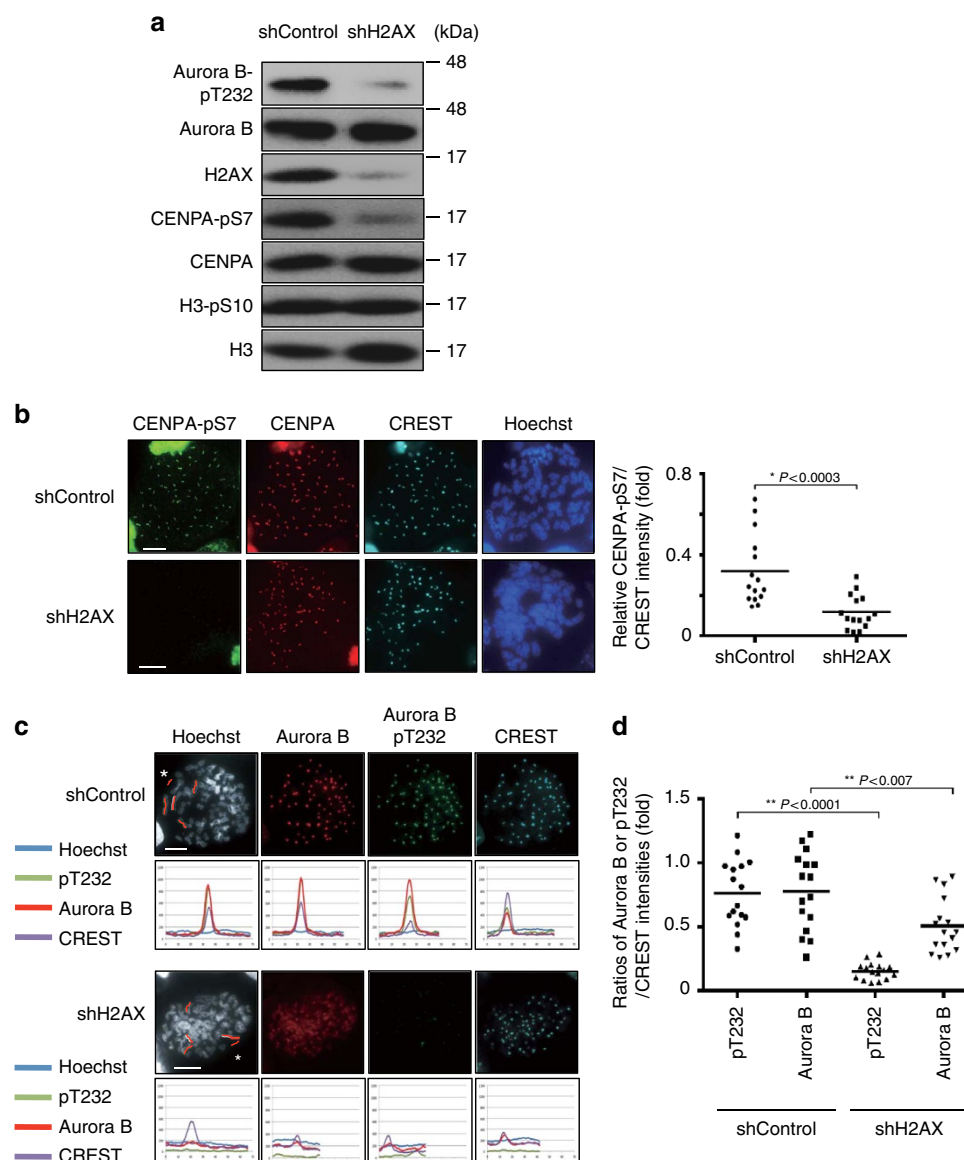 a
shControl shH2AX (kDa)
Aurora B-
pT232
48
Aurora B
48
H2AX
17
CENPA-pS7
17
CENPA
17
H3-pS10
17
H3
17
b
CENPA-pS7 CENPA CREST Hoechst
shControl
shH2AX
Relative CENPA-pS7/
CREST intensity (fold)
0.8
0.4
0
* P<0.0003
shControl shH2AX
c
Hoechst Aurora B Aurora B
pT232 CREST
shControl
*
Hoechst
pT232
Aurora B
CREST
shH2AX
*
Hoechst
pT232
Aurora B
CREST
d
Ratios of Aurora B or pT232
/CREST intensities (fold)
1.5
1.0
0.5
0
** P<0.007
** P<0.0001
pT232 Aurora B pT232 Aurora B
shControl shH2AX